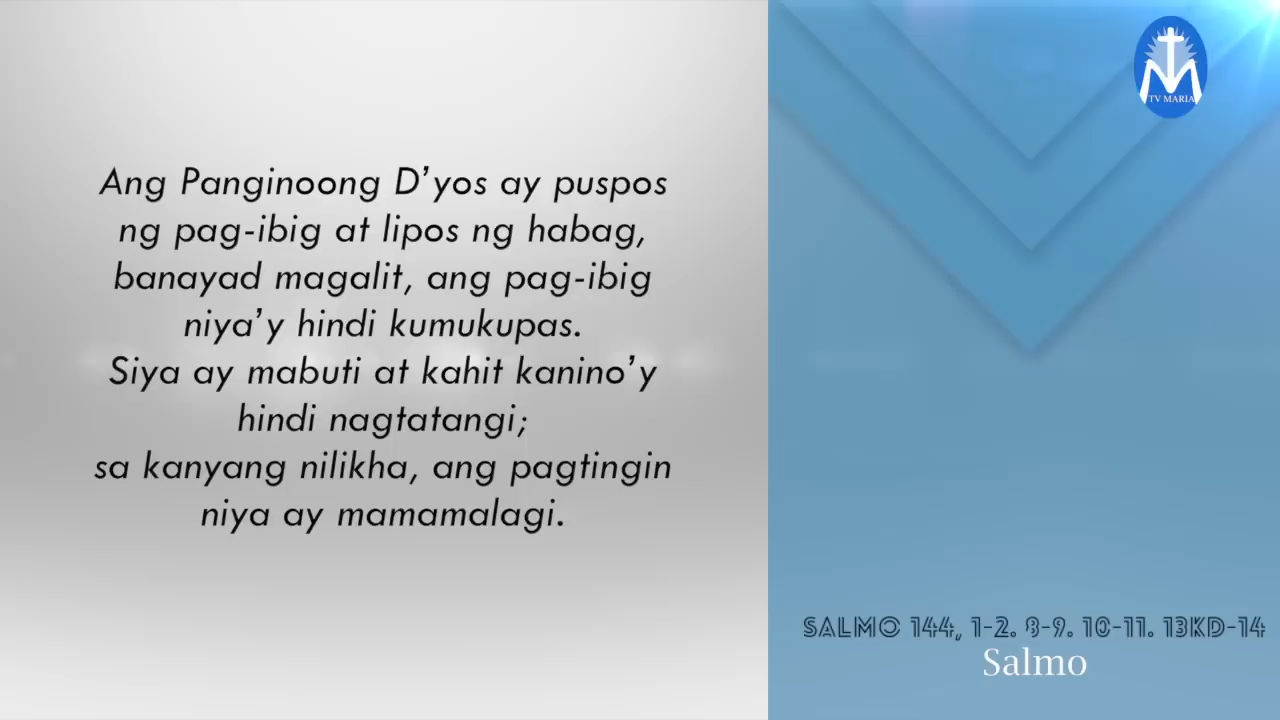 Ang Panginoong D’yos ay puspos
ng pag-ibig at lipos ng habag,
banayad magalit, ang pag-ibig
niya’y hindi kumukupas.
Siya ay mabuti at kahit kanino’y
hindi nagtatangi;
sa kanyang nilikha, ang pagtingin
niya ay mamamalagi.
TV MARIA
SALMO 144, 1-2. 8-9. 10-11. 13KD-14
Salmo